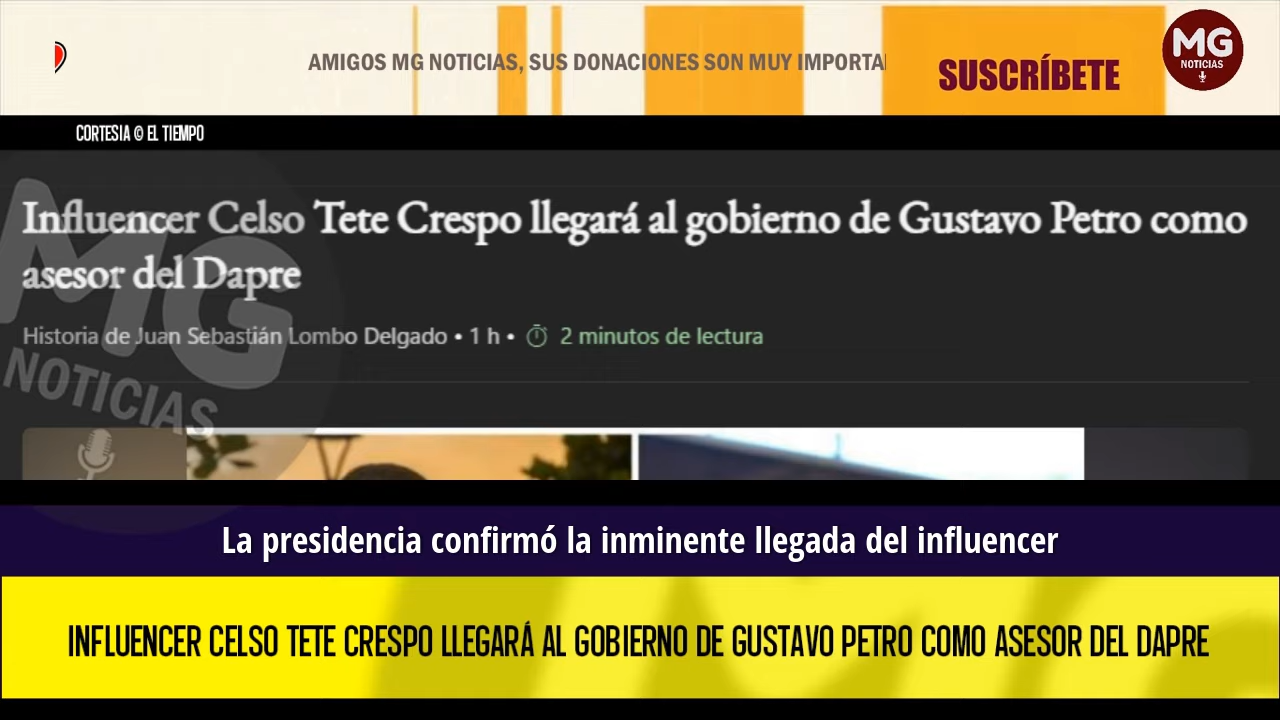 AMIGOS MG NOTICIAS, SUS DONACIONES SON MUY IMPORTA
SUSCRÍBETE
MG
NOTICIAS
CORTESIA © EL TIEMPO
Influencer Celso Tete Crespo llegará al gobierno de Gustavo Petro como
asesor del Dapre
Historia de Juan Sebastián Lombo Delgado • 1 h • 2 minutos de lectura
MG
NOTICIAS
La presidencia confirmó la inminente llegada del influencer
INFLUENCER CELSO TETE CRESPO LLEGARÁ AL GOBIERNO DE GUSTAVO PETRO COMO ASESOR DEL DAPRE